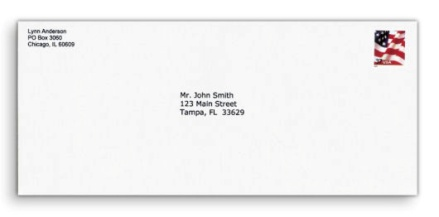 Lynn Anderson
PO Box 3060
Chicago, IL 60609
Mr. John Smith
123 Main Street
Tampa, FL  33629